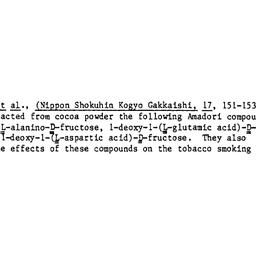 t al., (Nippon Shokuhin Kogyo Gakkaishi, 17, 151-153
acted from cocoa powder the following Amadori compou
L-alanino-D-fructose, 1-deoxy-1-(L-glutamic acid)-D-
1-deoxy-1-(L-aspartic acid)-D-fructose. They also
e effects of these compounds on the tobacco smoking